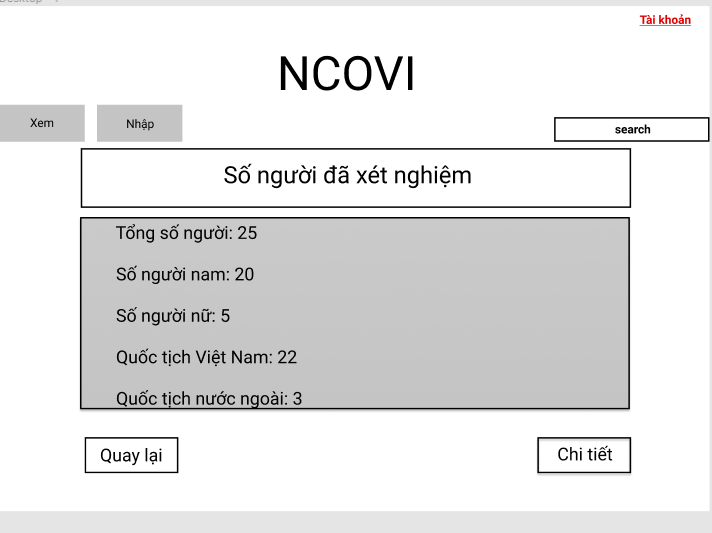 Tài khoản
NCOVI
Xem
Nhập
search
Số người đã xét nghiệm
Tổng số người: 25
Số người nam: 20
Số người nữ: 5
Quốc tịch Việt Nam: 22
Quốc tịch nước ngoài: 3
Quay lại
Chi tiết